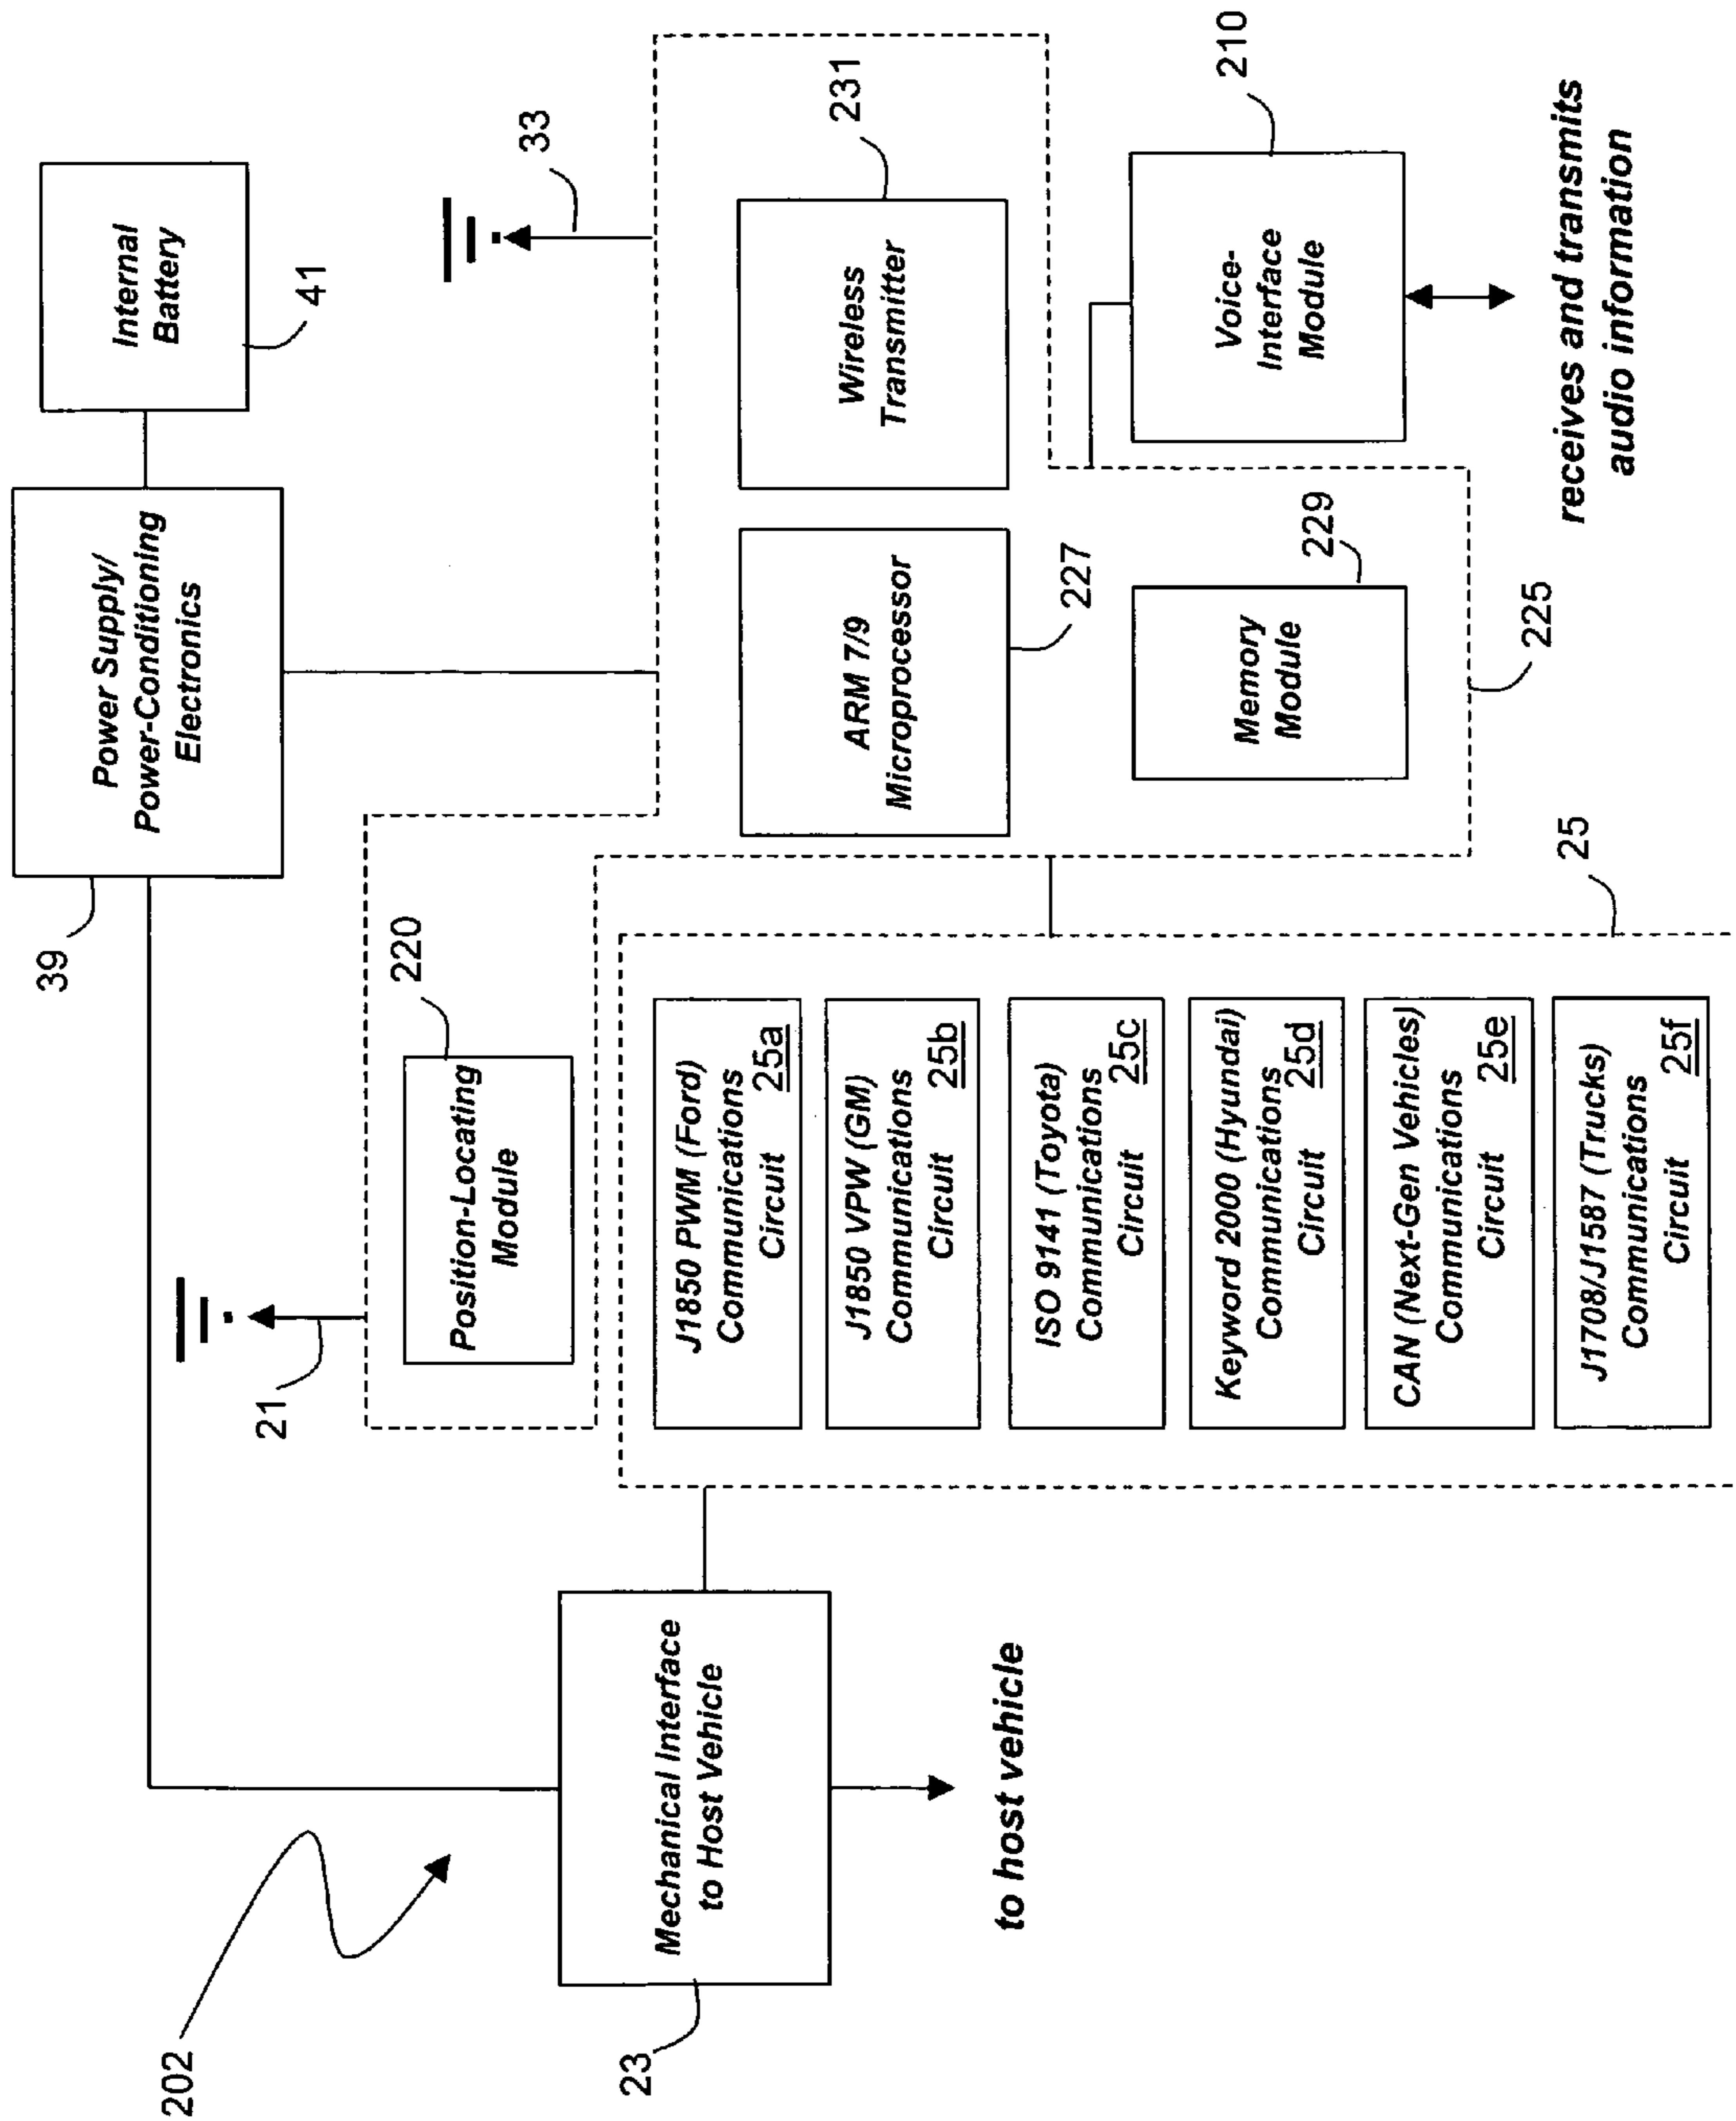 202
39
Power Supply/
Power-Conditioning
Electronics
Internal
Battery
41
21
220
Position-Locating
Module
33
Mechanical Interface
to Host Vehicle
23
to host vehicle
J1850 PWM (Ford)
Communications
Circuit 25a
J1850 VPW (GM)
Communications
Circuit 25b
ISO 9141 (Toyota)
Communications
Circuit 25c
Keyword 2000 (Hyundai)
Communications
Circuit 25d
CAN (Next-Gen Vehicles)
Communications
Circuit 25e
J1708/J1587 (Trucks)
Communications
Circuit 25f
25
ARM 7/9
Microprocessor
227
Wireless
Transmitter
231
Memory
Module
229
225
Voice-
Interface
Module
210
receives and transmits
audio information